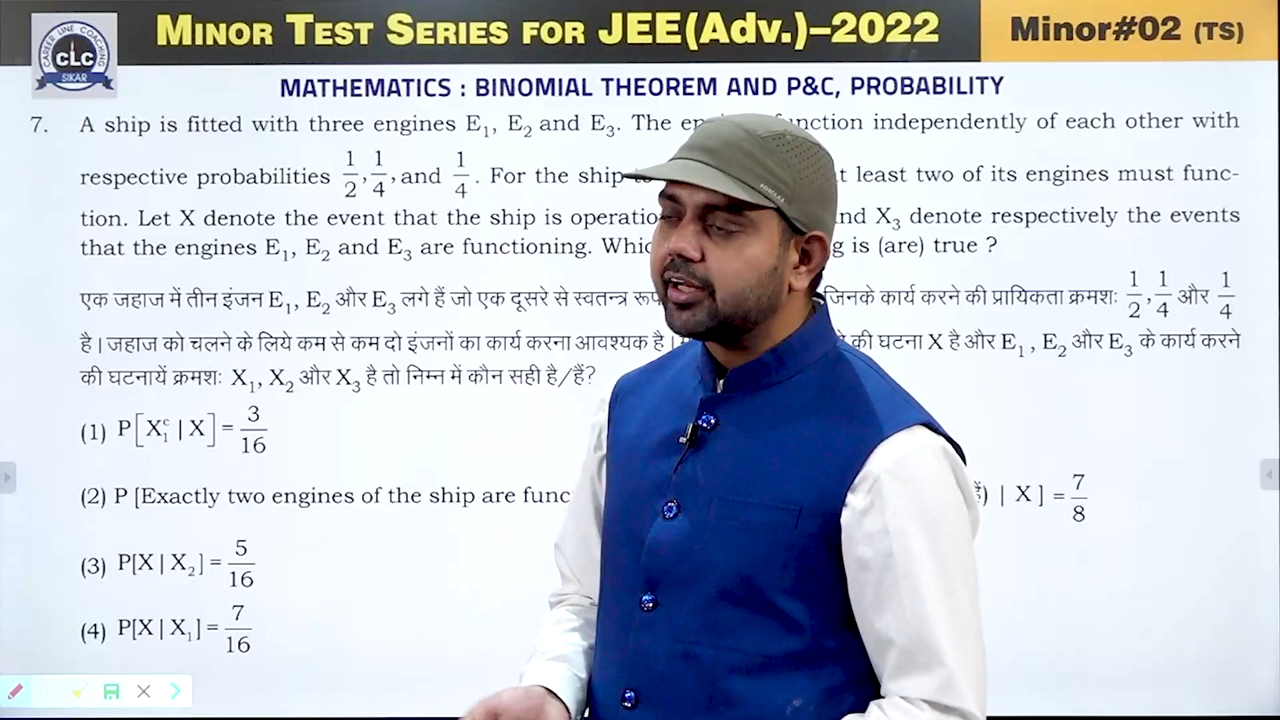 MINOR TEST SERIES FOR JEE(Adv.)–2022
Minor#02 (TS)
CAREER LINE COACHING
CLC
SIKAR
MATHEMATICS : BINOMIAL THEOREM AND P&C, PROBABILITY
7. A ship is fitted with three engines E₁, E₂ and E₃. The nction independently of each other with
respective probabilities 1/2, 1/4, and 1/4. For the ship t least two of its engines must func-
tion. Let X denote the event that the ship is operatio nd X₃ denote respectively the events
that the engines E₁, E₂ and E₃ are functioning. Whic g is (are) true ?
एक जहाज में तीन इंजन E₁, E₂ और E₃ लगे हैं जो एक दूसरे से स्वतन्त्र रूप जिनके कार्य करने की प्रायिकता क्रमशः 1/2, 1/4 और 1/4
है। जहाज को चलने के लिये कम से कम दो इंजनों का कार्य करना आवश्यक है। की घटना X है और E₁ , E₂ और E₃ के कार्य करने
की घटनायें क्रमशः X₁, X₂ और X₃ है तो निम्न में कौन सही है/हैं?
(1) P[X₁ᶜ | X] = 3/16
(2) P [Exactly two engines of the ship are func ) | X ] = 7/8
(3) P[X | X₂] = 5/16
(4) P[X | X₁] = 7/16